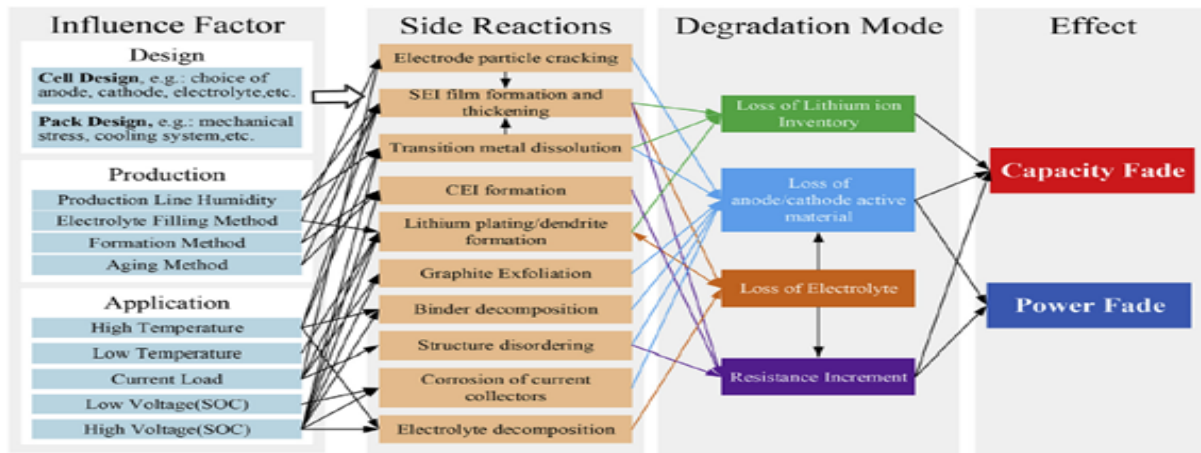 Influence Factor
Design
Cell Design, e.g.: choice of
anode, cathode, electrolyte,etc.
Pack Design, e.g.: mechanical
stress, cooling system,etc.
Production
Production Line Humidity
Electrolyte Filling Method
Formation Method
Aging Method
Application
High Temperature
Low Temperature
Current Load
Low Voltage(SOC)
High Voltage(SOC)
Side Reactions
Electrode particle cracking
SEI film formation and
thickening
Transition metal dissolution
CEI formation
Lithium plating/dendrite
formation
Graphite Exfoliation
Binder decomposition
Structure disordering
Corrosion of current
collectors
Electrolyte decomposition
Degradation Mode
Loss of Lithium ion
Inventory
Loss of
anode/cathode active
material
Loss of Electrolyte
Resistance Increment
Effect
Capacity Fade
Power Fade